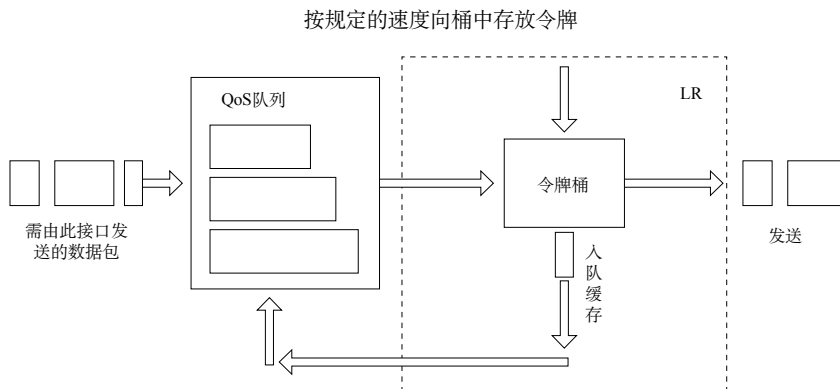 按规定的速度向桶中存放令牌
QoS队列
LR
令牌桶
需由此接口发
送的数据包
发送
入队缓存